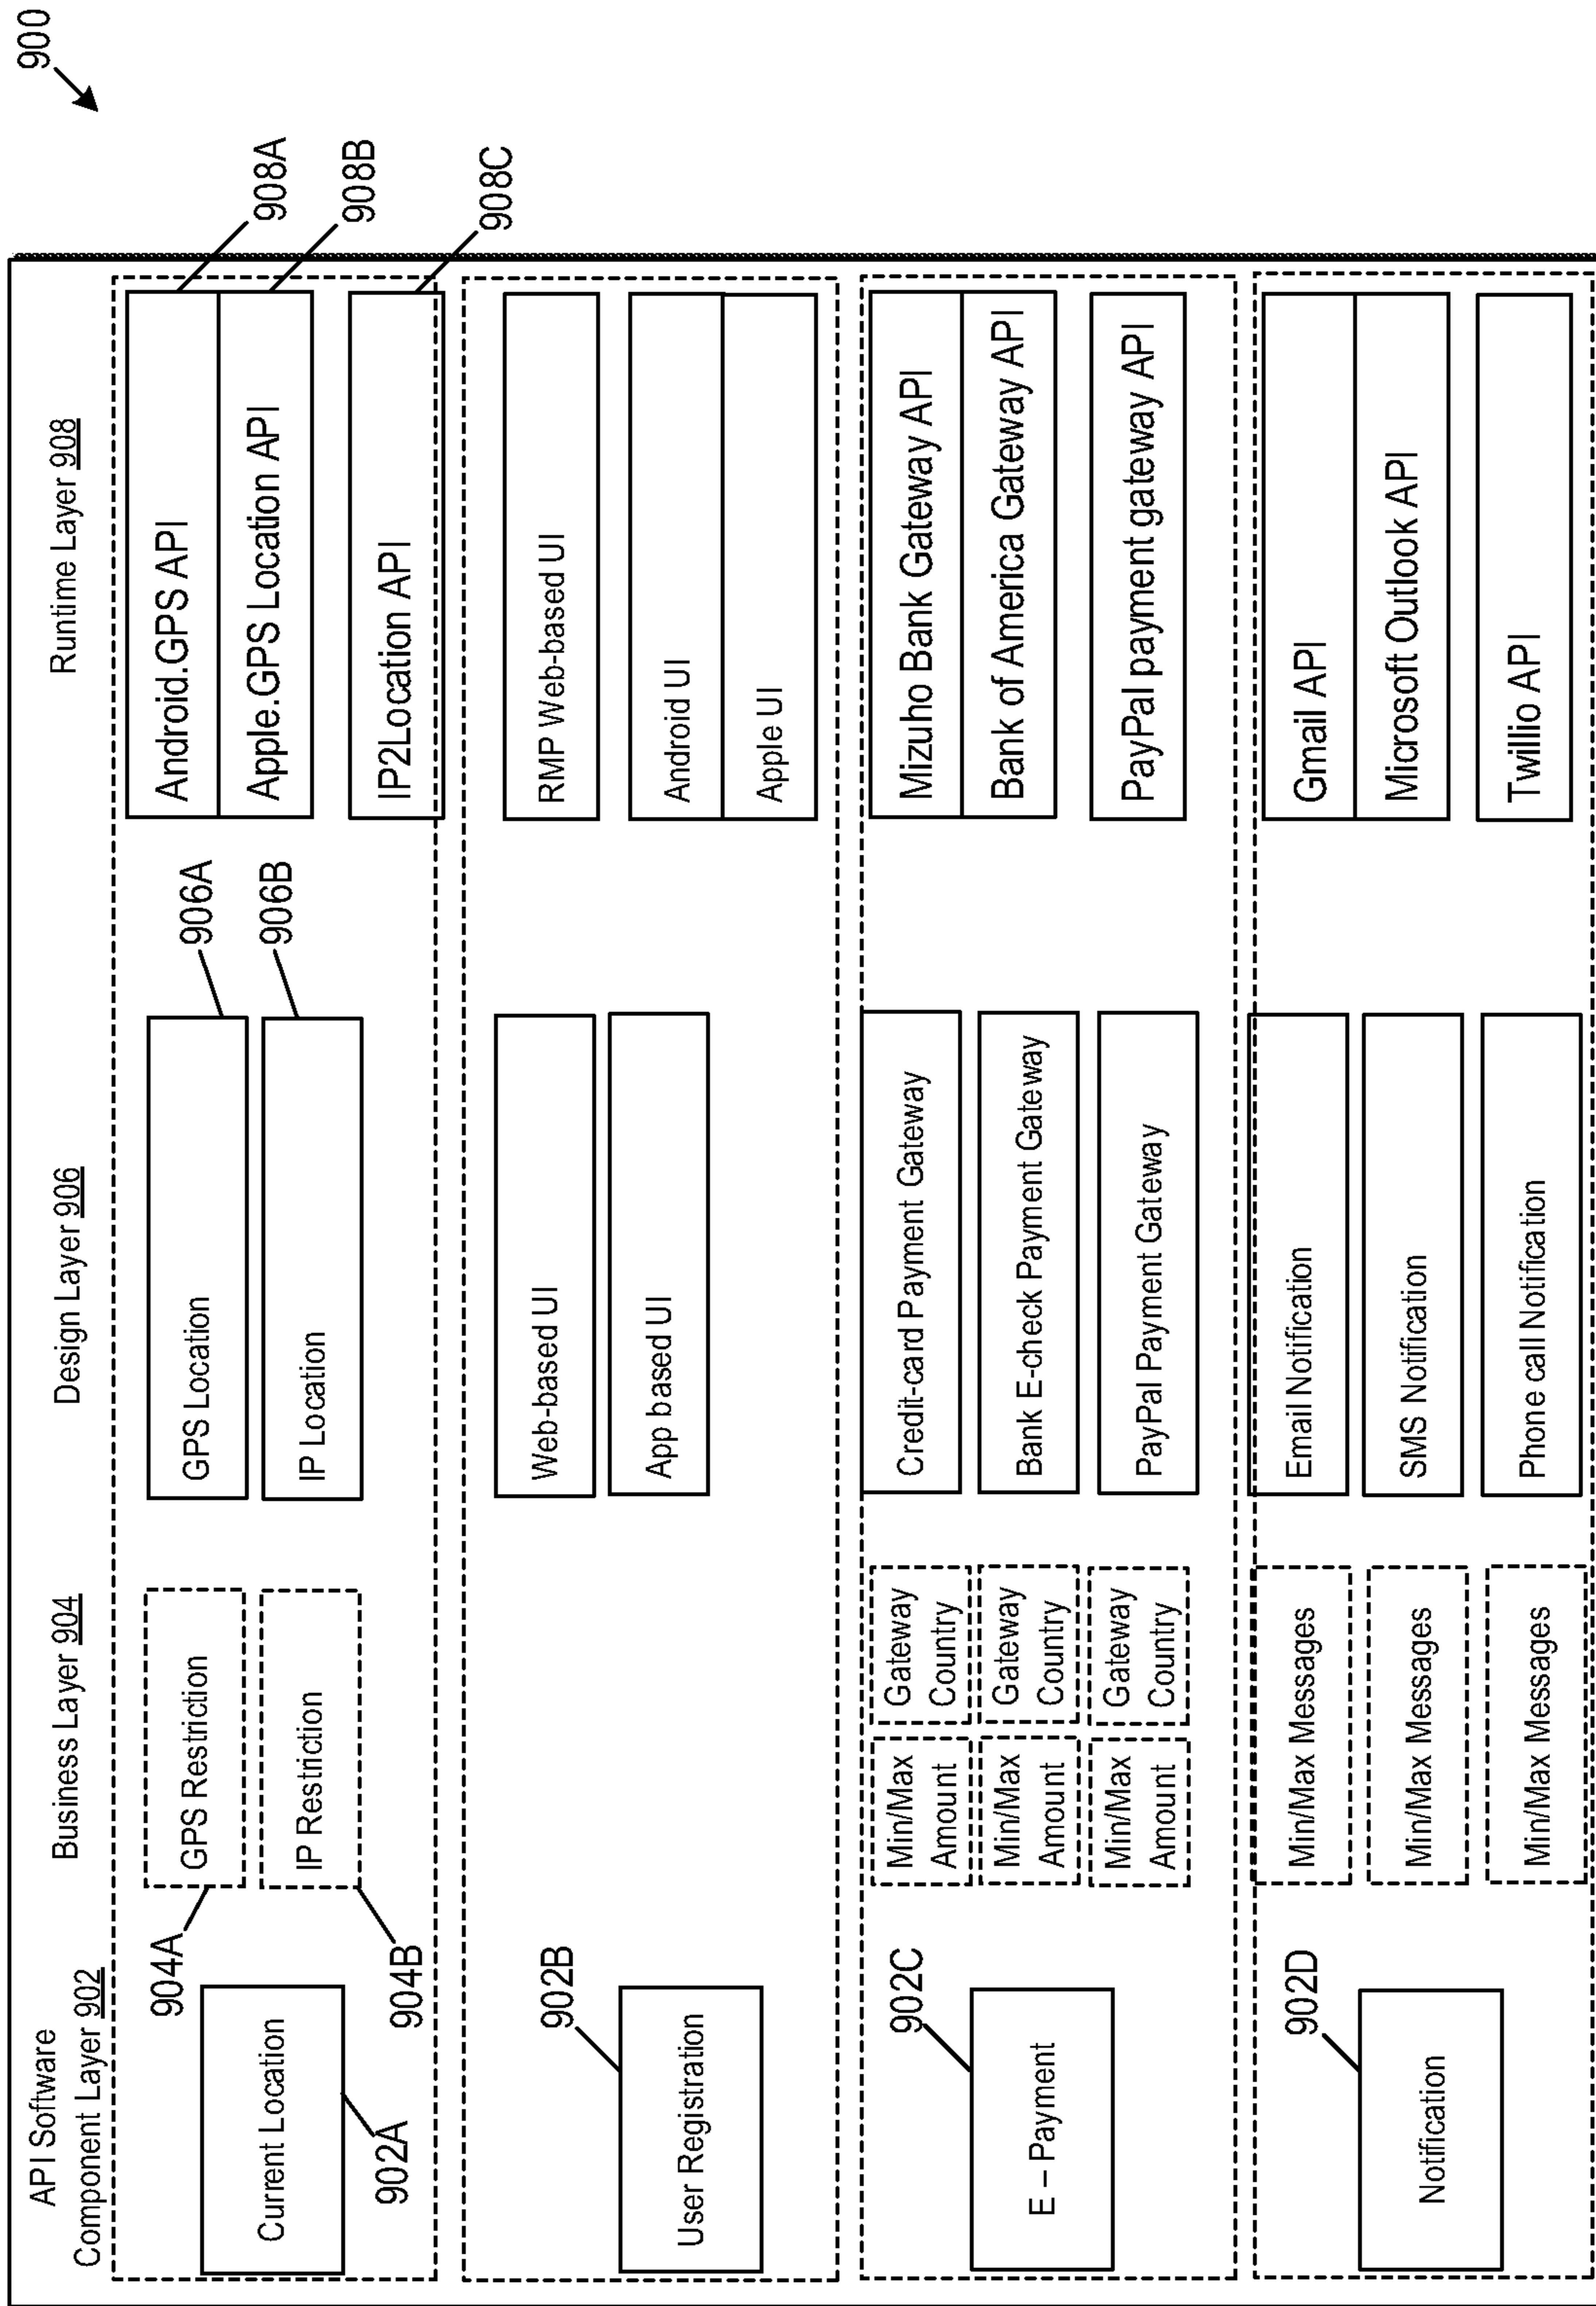 900
API Software
Component Layer 902
Business Layer 904
Design Layer 906
Runtime Layer 908
Current Location
902A
GPS Restriction
904A
IP Restriction
904B
GPS Location
906A
IP Location
906B
Android.GPS API
908A
Apple.GPS Location API
908B
IP2Location API
908C
User Registration
902B
Web-based UI
App based UI
RMP Web-based UI
Android UI
Apple UI
E – Payment
902C
Min/Max
Amount
Gateway
Country
Min/Max
Amount
Gateway
Country
Min/Max
Amount
Gateway
Country
Credit-card Payment Gateway
Bank E-check Payment Gateway
PayPal Payment Gateway
Mizuho Bank Gateway API
Bank of America Gateway API
PayPal payment gateway API
Notification
902D
Min/Max Messages
Min/Max Messages
Min/Max Messages
Email Notification
SMS Notification
Phone call Notification
Gmail API
Microsoft Outlook API
Twillio API